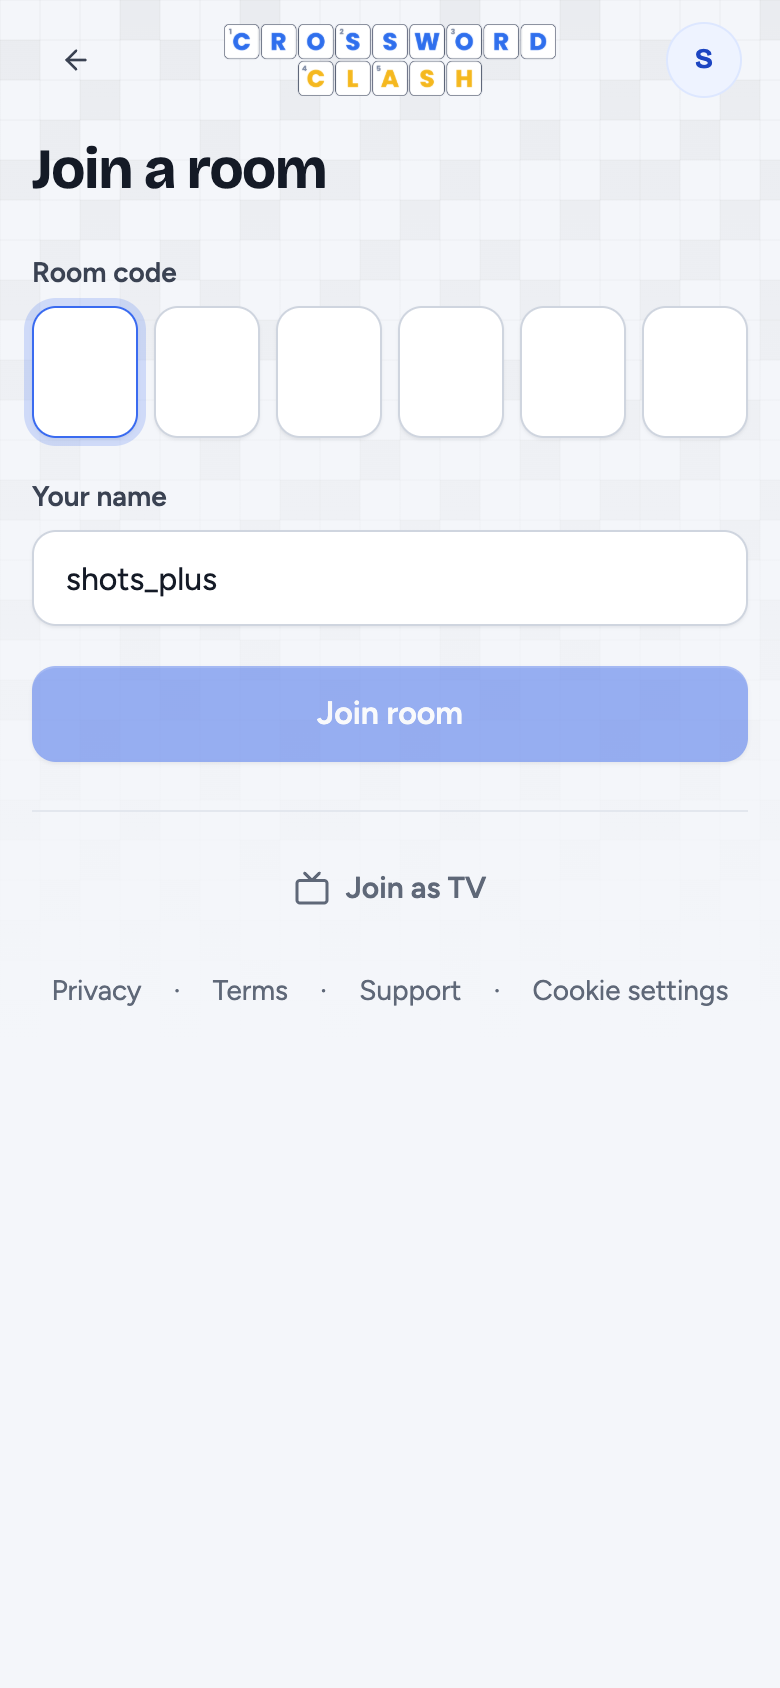 CROSSWORD
CLASH
S
Join a room
Room code
Your name
shots_plus
Join room
Join as TV
Privacy · Terms · Support · Cookie settings